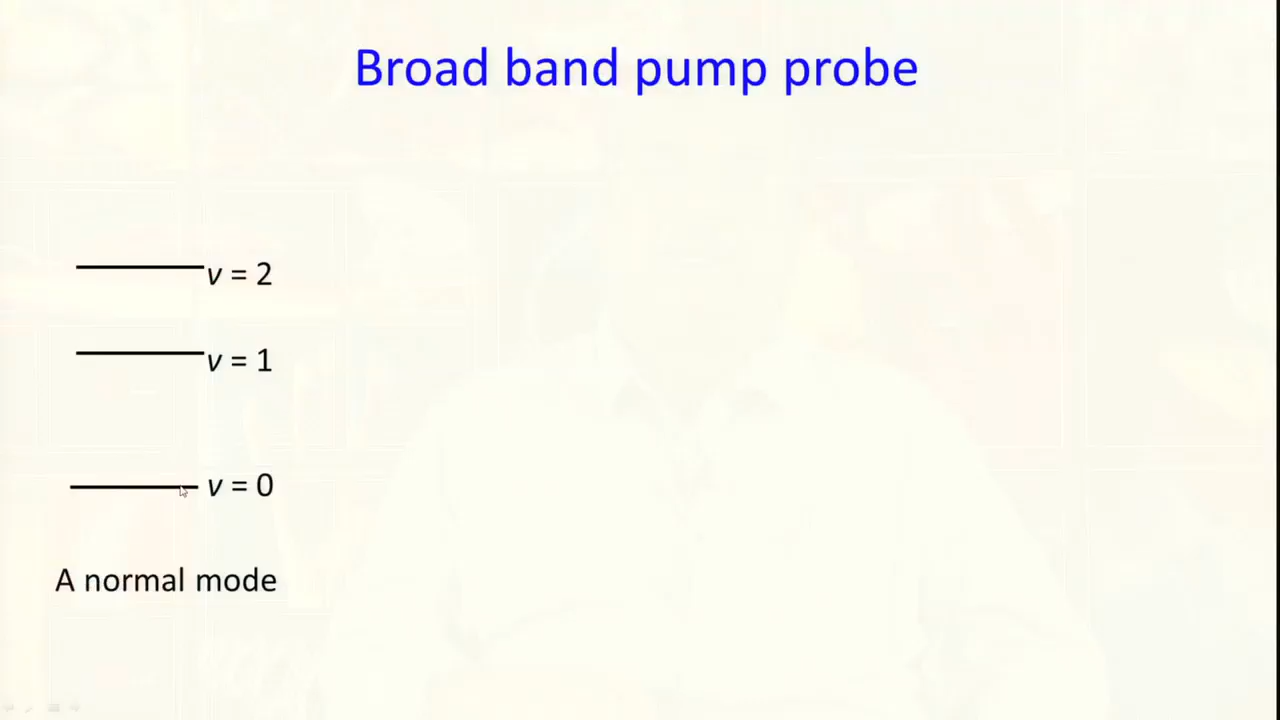 Broad band pump probe
v = 2
v = 1
v = 0
A normal mode